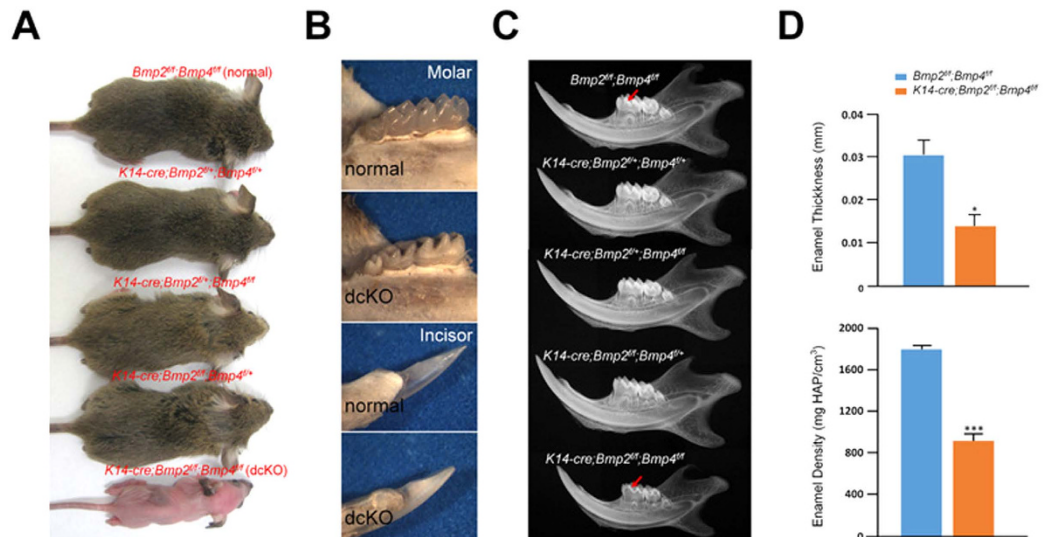 A
Bmp2f/f;Bmp4f/f (normal)
K14-cre;Bmp2f/+;Bmp4f/+
K14-cre;Bmp2f/+;Bmp4f/f
K14-cre;Bmp2f/f;Bmp4f/+
K14-cre;Bmp2f/f;Bmp4f/f (dcKO)
B
Molar
normal
dcKO
Incisor
normal
dcKO
C
Bmp2f/f;Bmp4f/f
K14-cre;Bmp2f/+;Bmp4f/+
K14-cre;Bmp2f/+;Bmp4f/f
K14-cre;Bmp2f/f;Bmp4f/+
K14-cre;Bmp2f/f;Bmp4f/f
D
Bmp2f/f;Bmp4f/f
K14-cre;Bmp2f/f;Bmp4f/f
Enamel Thickkness (mm)
0.04
0.03
0.02
0.01
0
*
Enamel Density (mg HAP/cm³)
2000
1600
1200
800
400
0
***